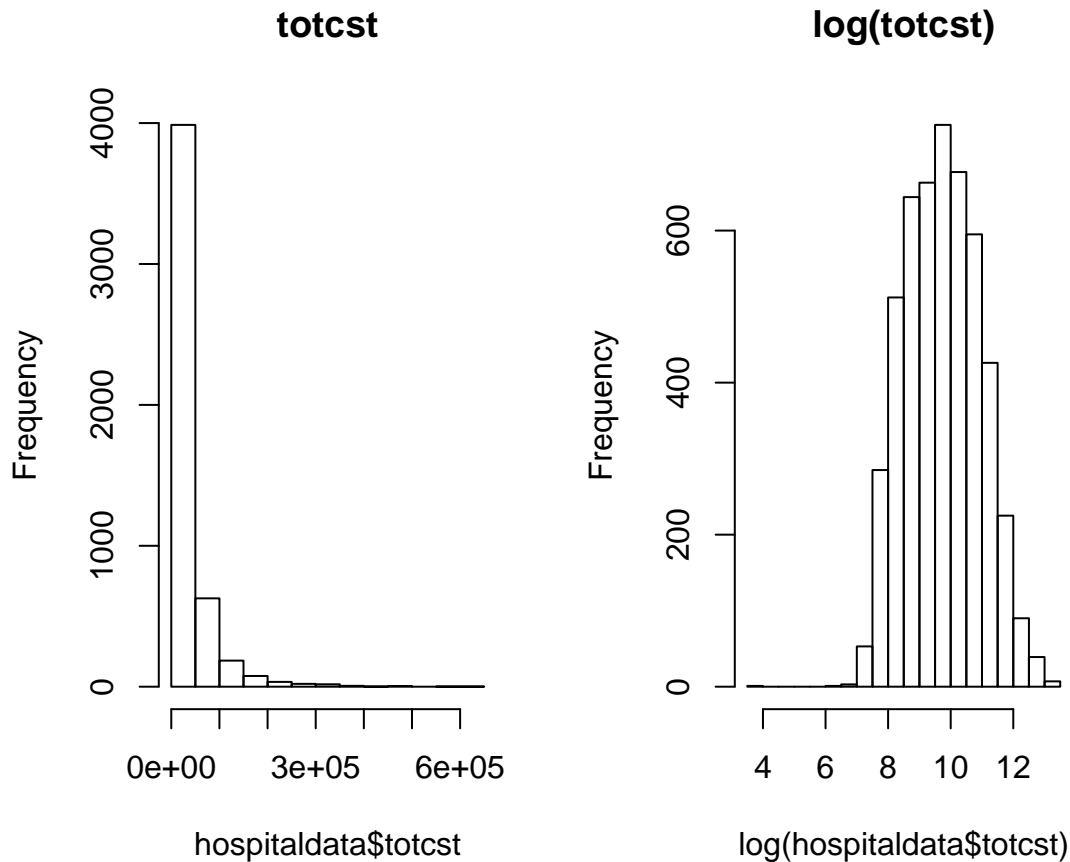 totcst
Frequency
4000
3000
2000
1000
0
0e+00 3e+05 6e+05
hospitaldata$totcst
log(totcst)
Frequency
600
400
200
0
4 6 8 10 12
log(hospitaldata$totcst)